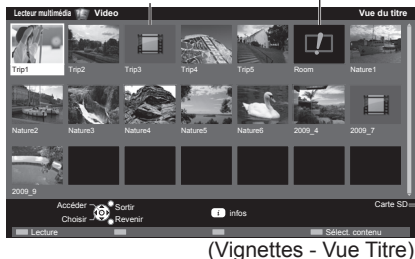 Lecteur multimédia Video Vue du titre
Trip1 Trip2 Trip3 Trip4 Trip5 Room Nature1
Nature2 Nature3 Nature4 Nature5 Nature6 2009_4 2009_7
2009_9
Accéder Sortir Carte SD
Choisir Revenir
i infos
Lecture Sélect. contenu
(Vignettes - Vue Titre)